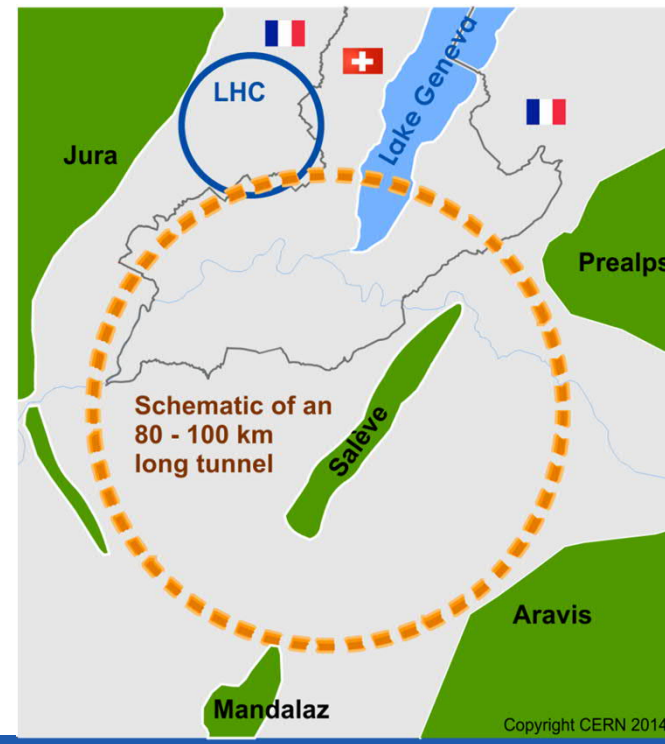 LHC
Lake Geneva
Jura
Prealps
Schematic of an
80 - 100 km
long tunnel
Salève
Aravis
Mandalaz
Copyright CERN 2014